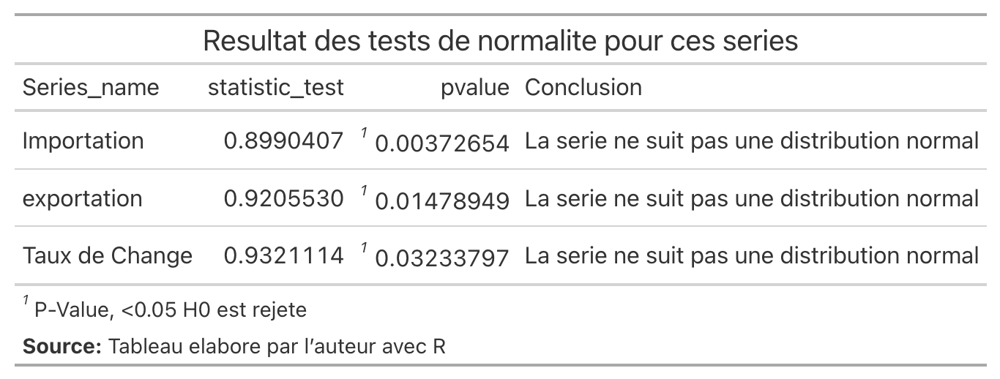 Resultat des tests de normalite pour ces series
Series_name statistic_test pvalue Conclusion
Importation 0.8990407 1 0.00372654 La serie ne suit pas une distribution normal
exportation 0.9205530 1 0.01478949 La serie ne suit pas une distribution normal
Taux de Change 0.9321114 1 0.03233797 La serie ne suit pas une distribution normal
1 P-Value, <0.05 H0 est rejete
Source: Tableau elabore par l’auteur avec R